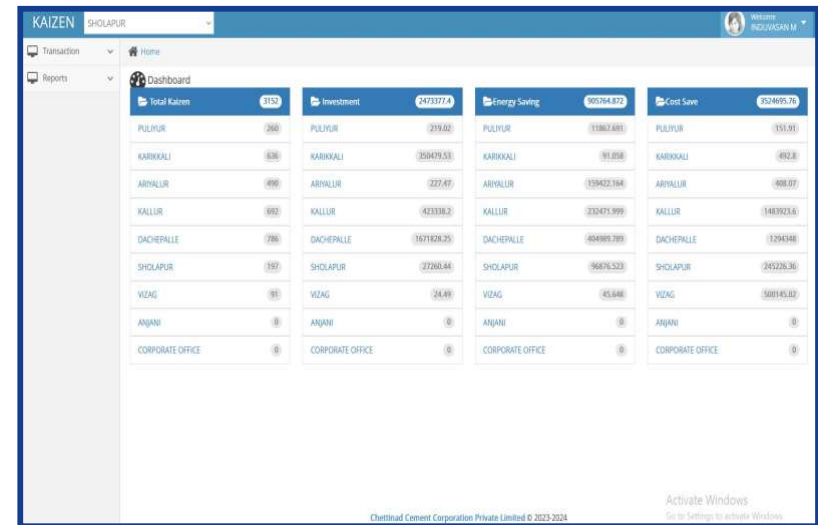 KAIZEN SHOLAPUR Welcome INDUVASAN M
Transaction Home
Reports Dashboard
Total Kaizen 3152 Investment 2473377.4 Energy Saving 905764.872 Cost Save 3524695.76
PULIYUR 260 PULIYUR 219.02 PULIYUR 11867.691 PULIYUR 151.91
KARIKKALI 636 KARIKKALI 350479.53 KARIKKALI 91.058 KARIKKALI 492.8
ARIYALUR 490 ARIYALUR 227.47 ARIYALUR 159422.164 ARIYALUR 408.07
KALLUR 692 KALLUR 423338.2 KALLUR 232471.999 KALLUR 1483923.6
DACHEPALLE 786 DACHEPALLE 1671828.25 DACHEPALLE 404989.789 DACHEPALLE 1294348
SHOLAPUR 197 SHOLAPUR 27260.44 SHOLAPUR 96876.523 SHOLAPUR 245226.36
VIZAG 91 VIZAG 24.49 VIZAG 45.648 VIZAG 500145.02
ANJANI 0 ANJANI 0 ANJANI 0 ANJANI 0
CORPORATE OFFICE 0 CORPORATE OFFICE 0 CORPORATE OFFICE 0 CORPORATE OFFICE 0
Activate Windows
Go to Settings to activate Windows.
Chettinad Cement Corporation Private Limited © 2023-2024